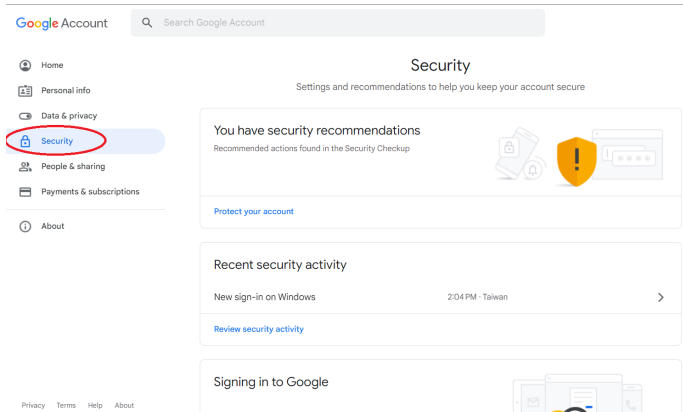 Google Account
Search Google Account
Home
Personal info
Data & privacy
Security
People & sharing
Payments & subscriptions
About
Privacy Terms Help About
Security
Settings and recommendations to help you keep your account secure
You have security recommendations
Recommended actions found in the Security Checkup
Protect your account
Recent security activity
New sign-in on Windows 2:04 PM · Taiwan
Review security activity
Signing in to Google